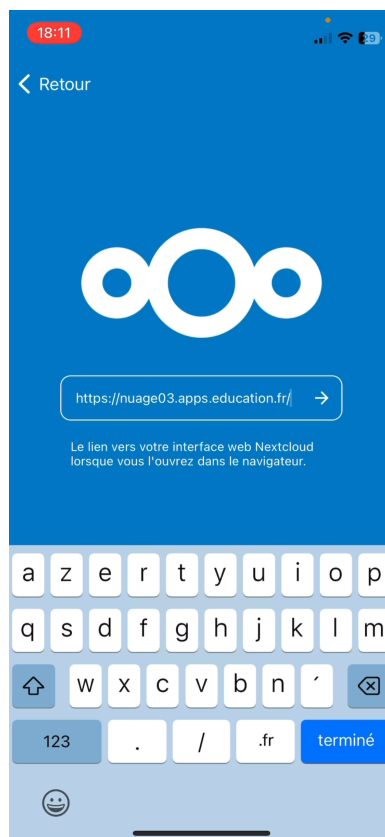 18:11
29
Retour
https://nuage03.apps.education.fr/
Le lien vers votre interface web Nextcloud
lorsque vous l'ouvrez dans le navigateur.
a z e r t y u i o p
q s d f g h j k l m
w x c v b n ´
123 . / .fr terminé